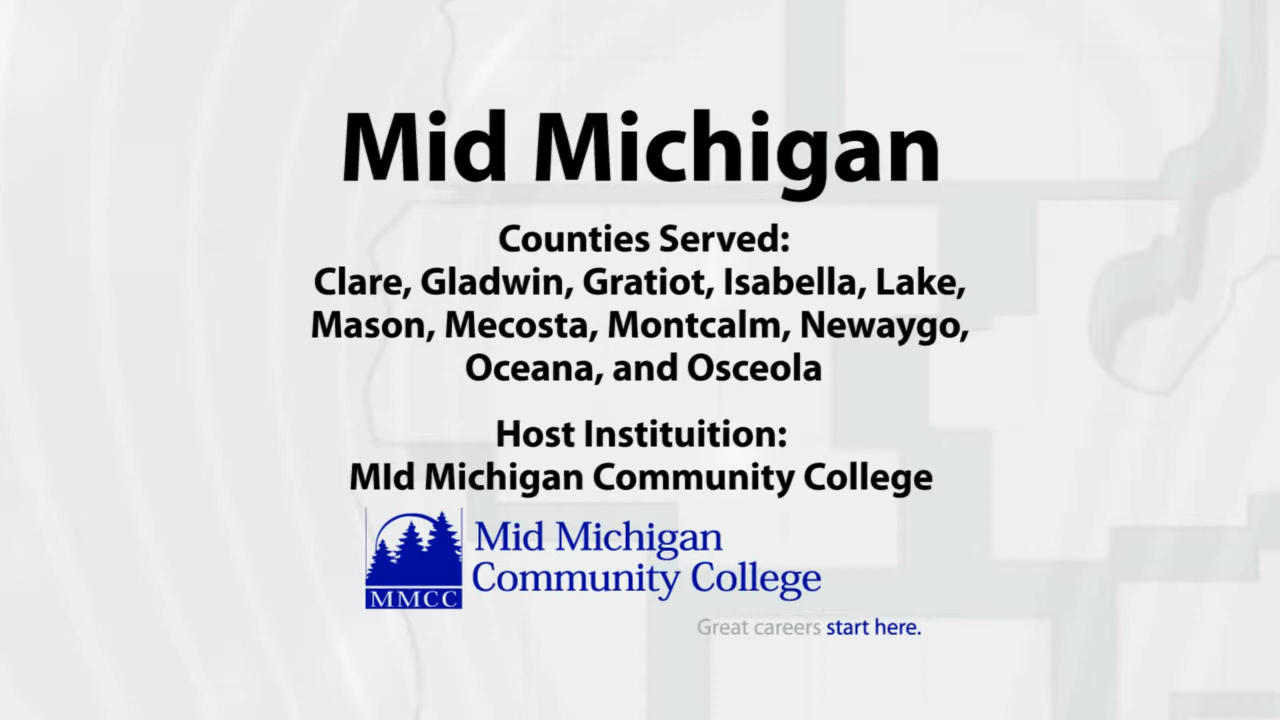 Mid Michigan
Counties Served:
Clare, Gladwin, Gratiot, Isabella, Lake,
Mason, Mecosta, Montcalm, Newaygo,
Oceana, and Osceola
Host Instituition:
MId Michigan Community College
Mid Michigan
Community College
MMCC
Great careers start here.